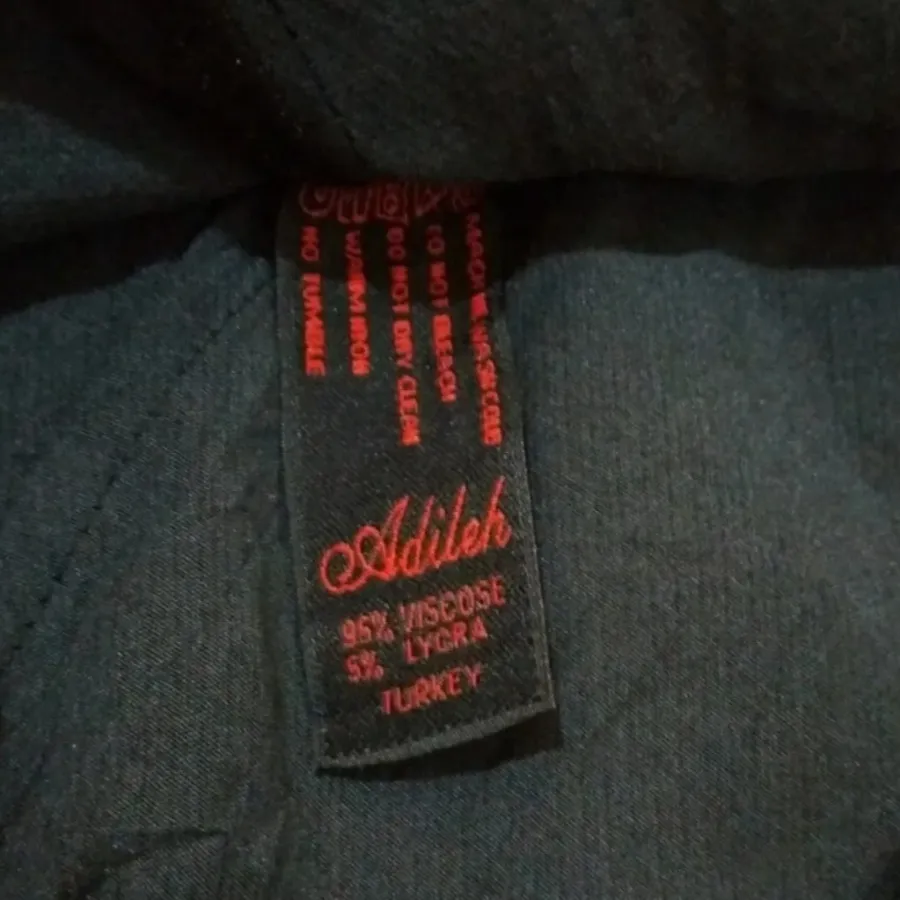 MACHINE WASH COLD
DO NOT BLEACH
DO NOT DRY CLEAN
WARM IRON
NO TUMBLE
Adileh
95% VISCOSE
5% LYCRA
TURKEY